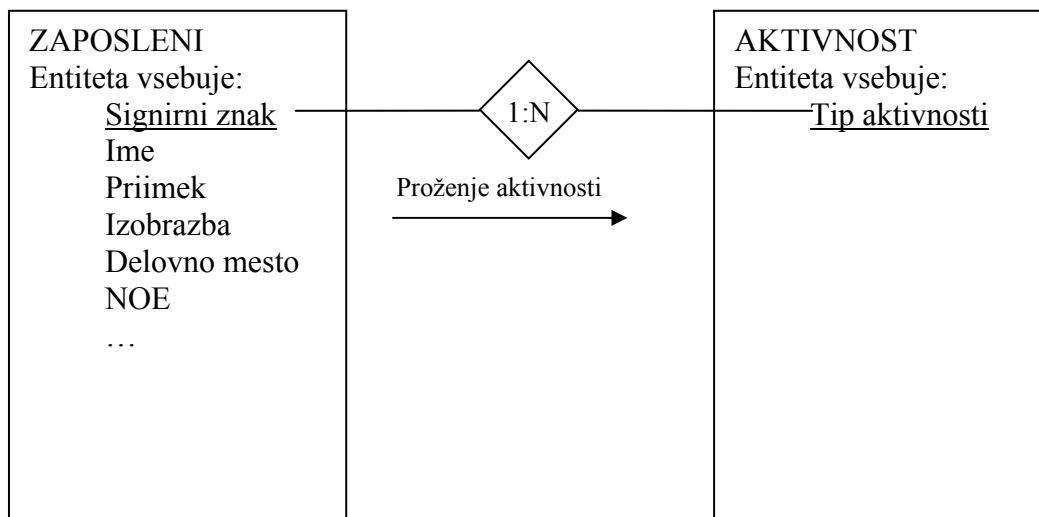 ZAPOSLENI
Entiteta vsebuje:
Signirni znak
Ime
Priimek
Izobrazba
Delovno mesto
NOE
…
1:N
Proženje aktivnosti
AKTIVNOST
Entiteta vsebuje:
Tip aktivnosti